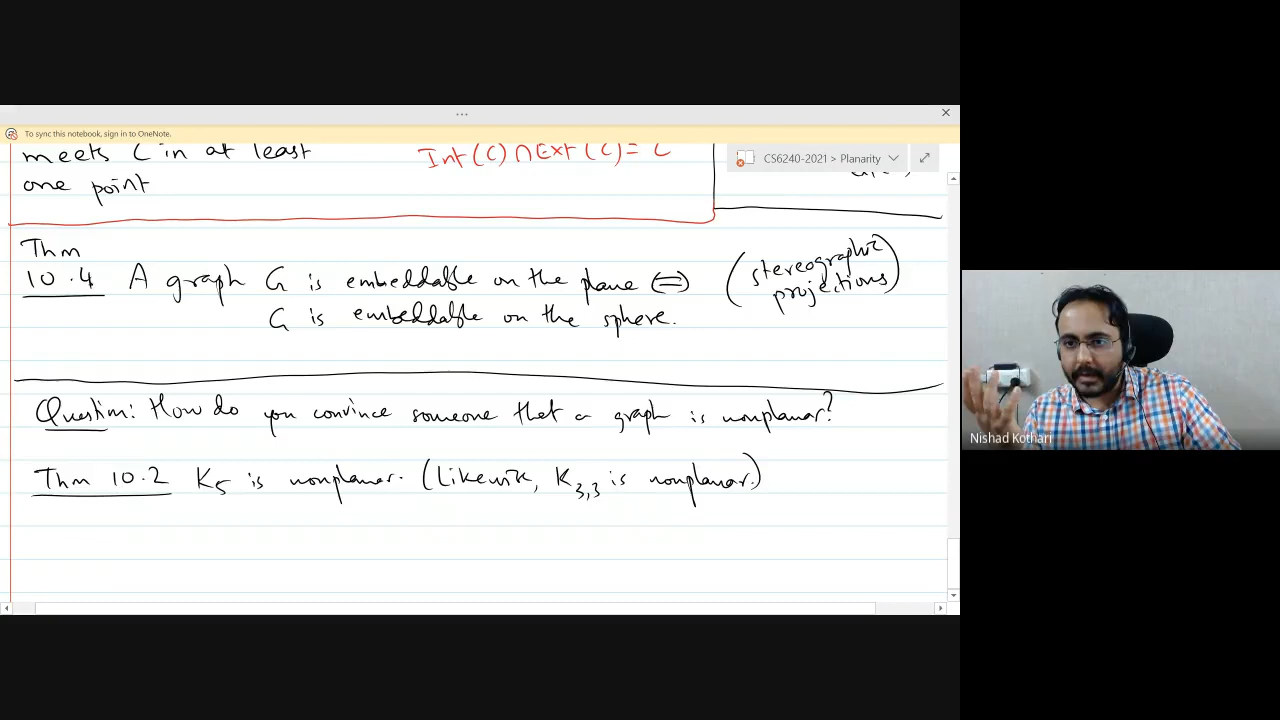 To sync this notebook, sign in to OneNote.
meets C in at least
one point
Int(C) ∩ Ext(C) = C
CS6240-2021 > Planarity
Thm
10.4 A graph G is embeddable on the plane ⇔
G is embeddable on the sphere.
(stereographic
projections)
Question: How do you convince someone that a graph is nonplanar?
Thm 10.2 K5 is nonplanar. (Likewise, K3,3 is nonplanar.)
Nishad Kothari